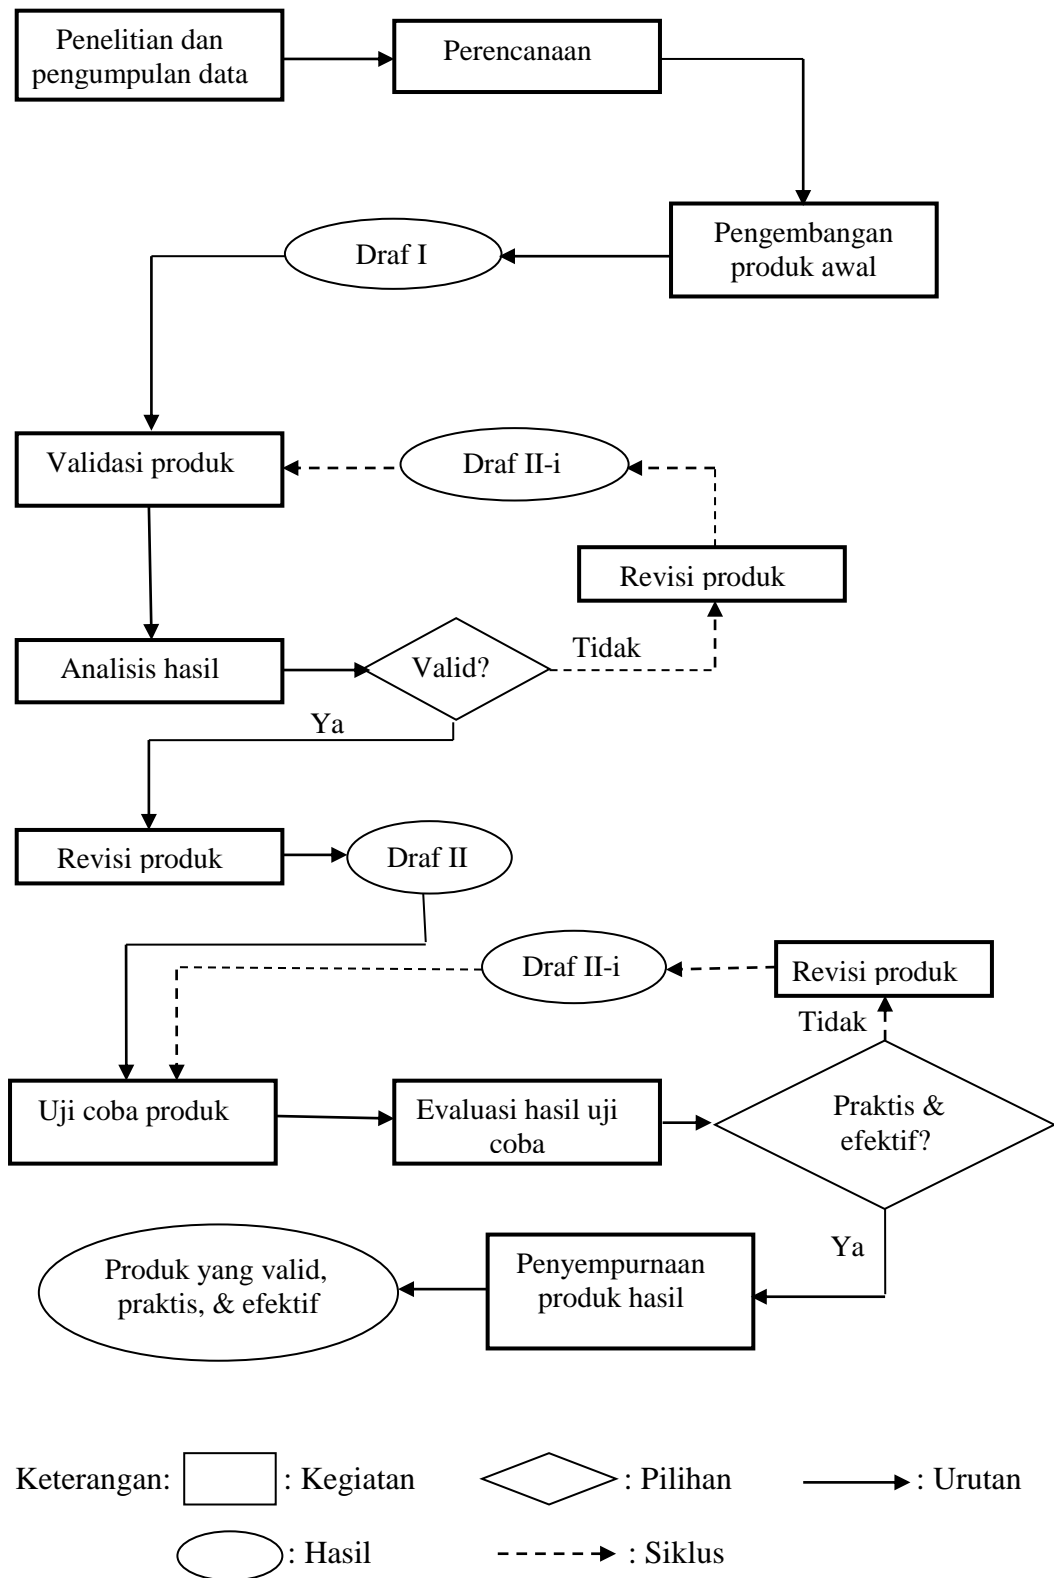 Penelitian dan
pengumpulan data
Perencanaan
Pengembangan
produk awal
Draf I
Validasi produk
Draf II-i
Revisi produk
Analisis hasil
Valid?
Tidak
Ya
Revisi produk
Draf II
Draf II-i
Revisi produk
Tidak
Uji coba produk
Evaluasi hasil uji
coba
Praktis &
efektif?
Ya
Penyempurnaan
produk hasil
Produk yang valid,
praktis, & efektif
Keterangan:
: Kegiatan
: Pilihan
: Urutan
: Hasil
: Siklus